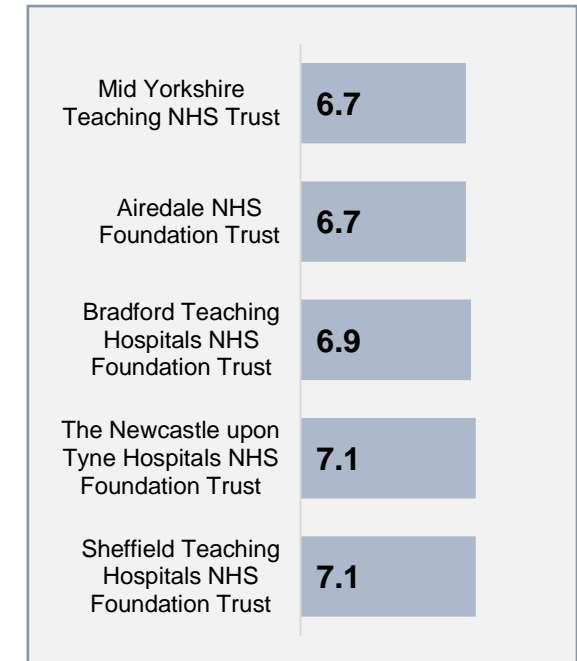 Mid Yorkshire
Teaching NHS Trust
6.7
Airedale NHS
Foundation Trust
6.7
Bradford Teaching
Hospitals NHS
Foundation Trust
6.9
The Newcastle upon
Tyne Hospitals NHS
Foundation Trust
7.1
Sheffield Teaching
Hospitals NHS
Foundation Trust
7.1